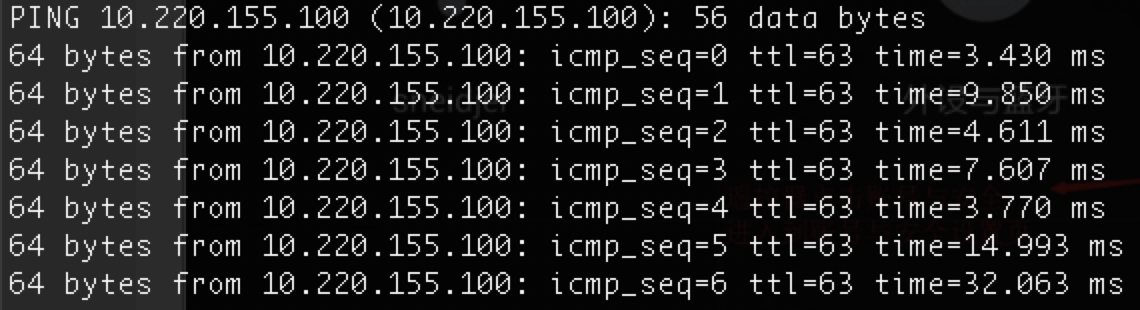 PING 10.220.155.100 (10.220.155.100): 56 data bytes
64 bytes from 10.220.155.100: icmp_seq=0 ttl=63 time=3.430 ms
64 bytes from 10.220.155.100: icmp_seq=1 ttl=63 time=9.850 ms
64 bytes from 10.220.155.100: icmp_seq=2 ttl=63 time=4.611 ms
64 bytes from 10.220.155.100: icmp_seq=3 ttl=63 time=7.607 ms
64 bytes from 10.220.155.100: icmp_seq=4 ttl=63 time=3.770 ms
64 bytes from 10.220.155.100: icmp_seq=5 ttl=63 time=14.993 ms
64 bytes from 10.220.155.100: icmp_seq=6 ttl=63 time=32.063 ms